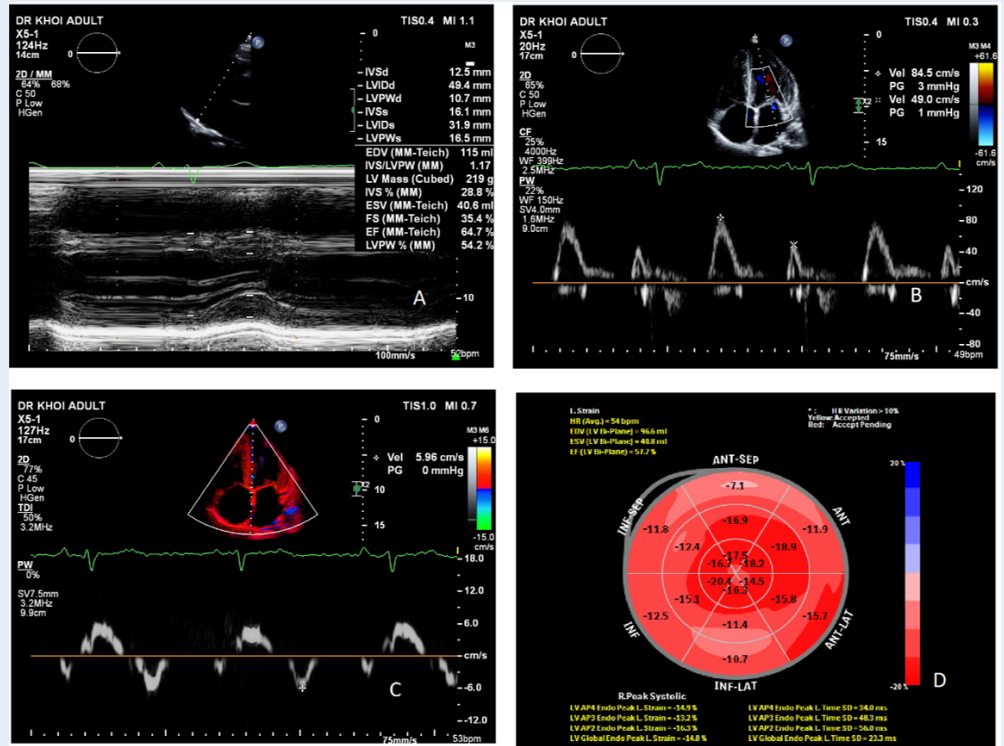 DR KHOI ADULT
TIS0.4 MI 1.1
X5-1
124Hz
14cm
0
2D / MM
64% 68%
C 50
P Low
HGen
P
0
M3
IVSd 12.5 mm
LVIDd 49.4 mm
LVPWd 10.7 mm
IVSs 16.1 mm
LVIDs 31.9 mm
LVPWs 16.5 mm
EDV (MM-Teich) 115 ml
IVS/LVPW (MM) 1.17
LV Mass (Cubed) 219 g
IVS % (MM) 28.8 %
ESV (MM-Teich) 40.6 ml
FS (MM-Teich) 35.4 %
EF (MM-Teich) 64.7 %
LVPW % (MM) 54.2 %
10
A
100mm/s
52bpm
DR KHOI ADULT
TIS0.4 MI 0.3
X5-1
20Hz
15cm
0
2D
65%
C 50
P Low
HGen
CF
25%
4000Hz
WF 399Hz
2.5MHz
PW
22%
WF 150Hz
SV4.0mm
1.6MHz
9.0cm
P
0
X2
15
M3 M4
+61.6
-61.6
cm/s
Vel 84.5 cm/s
PG 3 mmHg
Vel 49.0 cm/s
PG 1 mmHg
120
80
40
cm/s
-40
-80
B
75mm/s
49bpm
DR KHOI ADULT
TIS1.0 MI 0.7
X5-1
127Hz
17cm
0
2D
77%
C 45
P Low
HGen
TDI
50%
3.2MHz
PW
0%
SV7.5mm
3.2MHz
9.9cm
P
0
5
X2
10
15
M3 M6
+15.0
-15.0
cm/s
Vel 5.96 cm/s
PG 0 mmHg
18.0
12.0
6.0
cm/s
-6.0
-12.0
C
75mm/s
53bpm
L. Strain
HR (Avg.) = 54 bpm
EDV (LV Bi-Plane) = 96.6 ml
ESV (LV Bi-Plane) = 40.8 ml
EF (LV Bi-Plane) = 57.7%
* : HR Variation > 10%
Yellow: Accepted
Red: Accept Pending
ANT-SEP
INF-SEP
ANT
INF
ANT-LAT
INF-LAT
-7.1
-11.8
-16.9
-11.9
-12.4
-18.9
-17.5
-16.7
-18.2
-20.4
-14.5
-16.3
-15.1
-15.8
-12.5
-15.7
-11.4
-10.7
20 %
-20 %
D
R.Peak Systolic
LV AP4 Endo Peak L. Strain = -14.9 %
LV AP3 Endo Peak L. Strain = -13.2 %
LV AP2 Endo Peak L. Strain = -16.3 %
LV Global Endo Peak L. Strain = -14.8 %
LV AP4 Endo Peak L. Time SD = 34.0 ms
LV AP3 Endo Peak L. Time SD = 48.3 ms
LV AP2 Endo Peak L. Time SD = 56.0 ms
LV Global Endo Peak L. Time SD = 23.3 ms